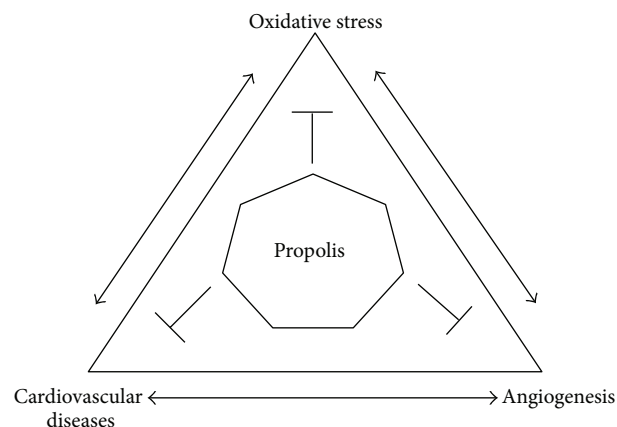 Oxidative stress
Propolis
Cardiovascular
diseases
Angiogenesis